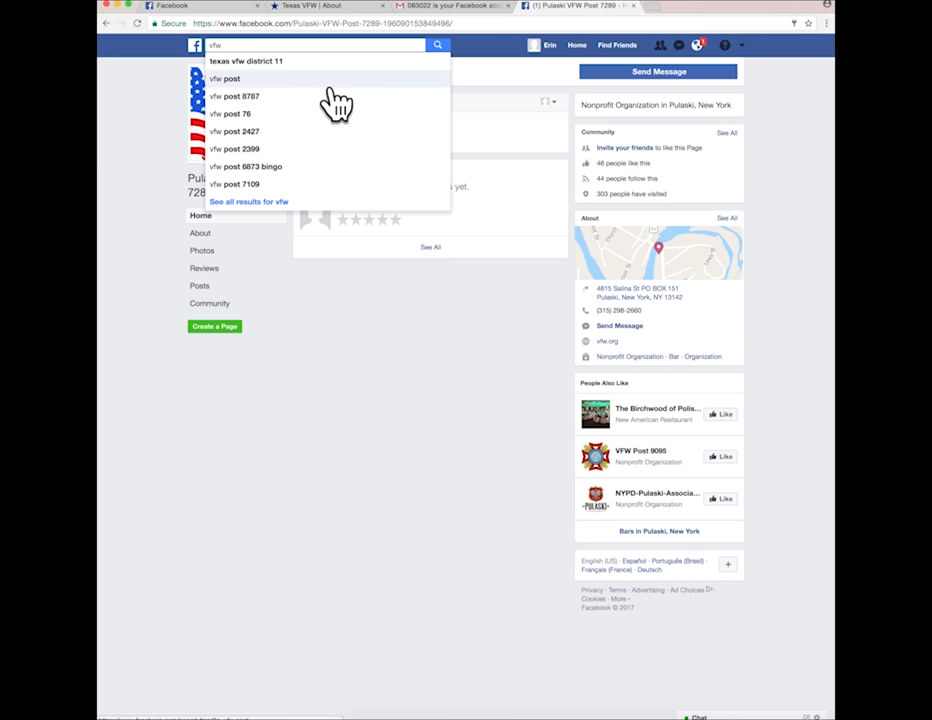 Facebook
Texas VFW | About
083022 is your Facebook acc
(1) Pulaski VFW Post 7289 -
Secure
https://www.facebook.com/Pulaski-VFW-Post-7289-196090153849496/
vfw
Erin
Home
Find Friends
1
texas vfw district 11
vfw post
vfw post 8787
vfw post 76
vfw post 2427
vfw post 2399
vfw post 6873 bingo
vfw post 7109
See all results for vfw
s yet.
See All
Pula
728
Home
About
Photos
Reviews
Posts
Community
Create a Page
Send Message
Nonprofit Organization in Pulaski, New York
Community
See All
Invite your friends to like this Page
46 people like this
44 people follow this
303 people have visited
About
See All
4815 Salina St PO BOX 151
Pulaski, New York, NY 13142
(315) 298-2660
Send Message
vfw.org
Nonprofit Organization · Bar · Organization
People Also Like
The Birchwood of Polis...
New American Restaurant
Like
VFW Post 9095
Nonprofit Organization
Like
NYPD-Pulaski-Associa...
Nonprofit Organization
Like
Bars in Pulaski, New York
English (US) · Español · Português (Brasil) ·
Français (France) · Deutsch
Privacy · Terms · Advertising · Ad Choices ·
Cookies · More
Facebook © 2017
Chat